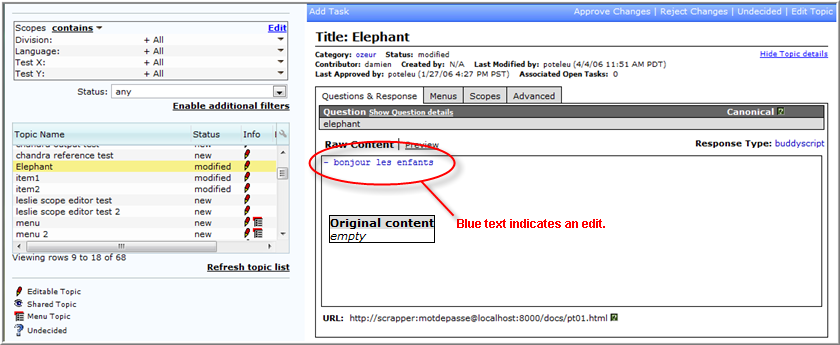 Scopes contains Edit
Division: + All
Language: + All
Test X: + All
Test Y: + All
Status: any
Enable additional filters
Topic Name Status Info
chandra output test new
chandra reference test new
Elephant modified
item1 modified
item2 modified
leslie scope editor test new
leslie scope editor test 2 new
menu new
menu 2 new
Viewing rows 9 to 18 of 68
Refresh topic list
Editable Topic
Shared Topic
Menu Topic
? Undecided
Add Task Approve Changes | Reject Changes | Undecided | Edit Topic
Title: Elephant
Category: ozeur Status: modified Hide Topic details
Contributor: damien Created by: N/A Last Modified by: poteleu (4/4/06 11:51 AM PDT)
Last Approved by: poteleu (1/27/06 4:27 PM PST) Associated Open Tasks: 0
Questions & Response Menus Scopes Advanced
Question Show Question details Canonical ?
elephant
Raw Content | Preview Response Type: buddyscript
- bonjour les enfants
Original content
empty
Blue text indicates an edit.
URL: http://scrapper:motdepasse@localhost:8000/docs/pt01.html ?